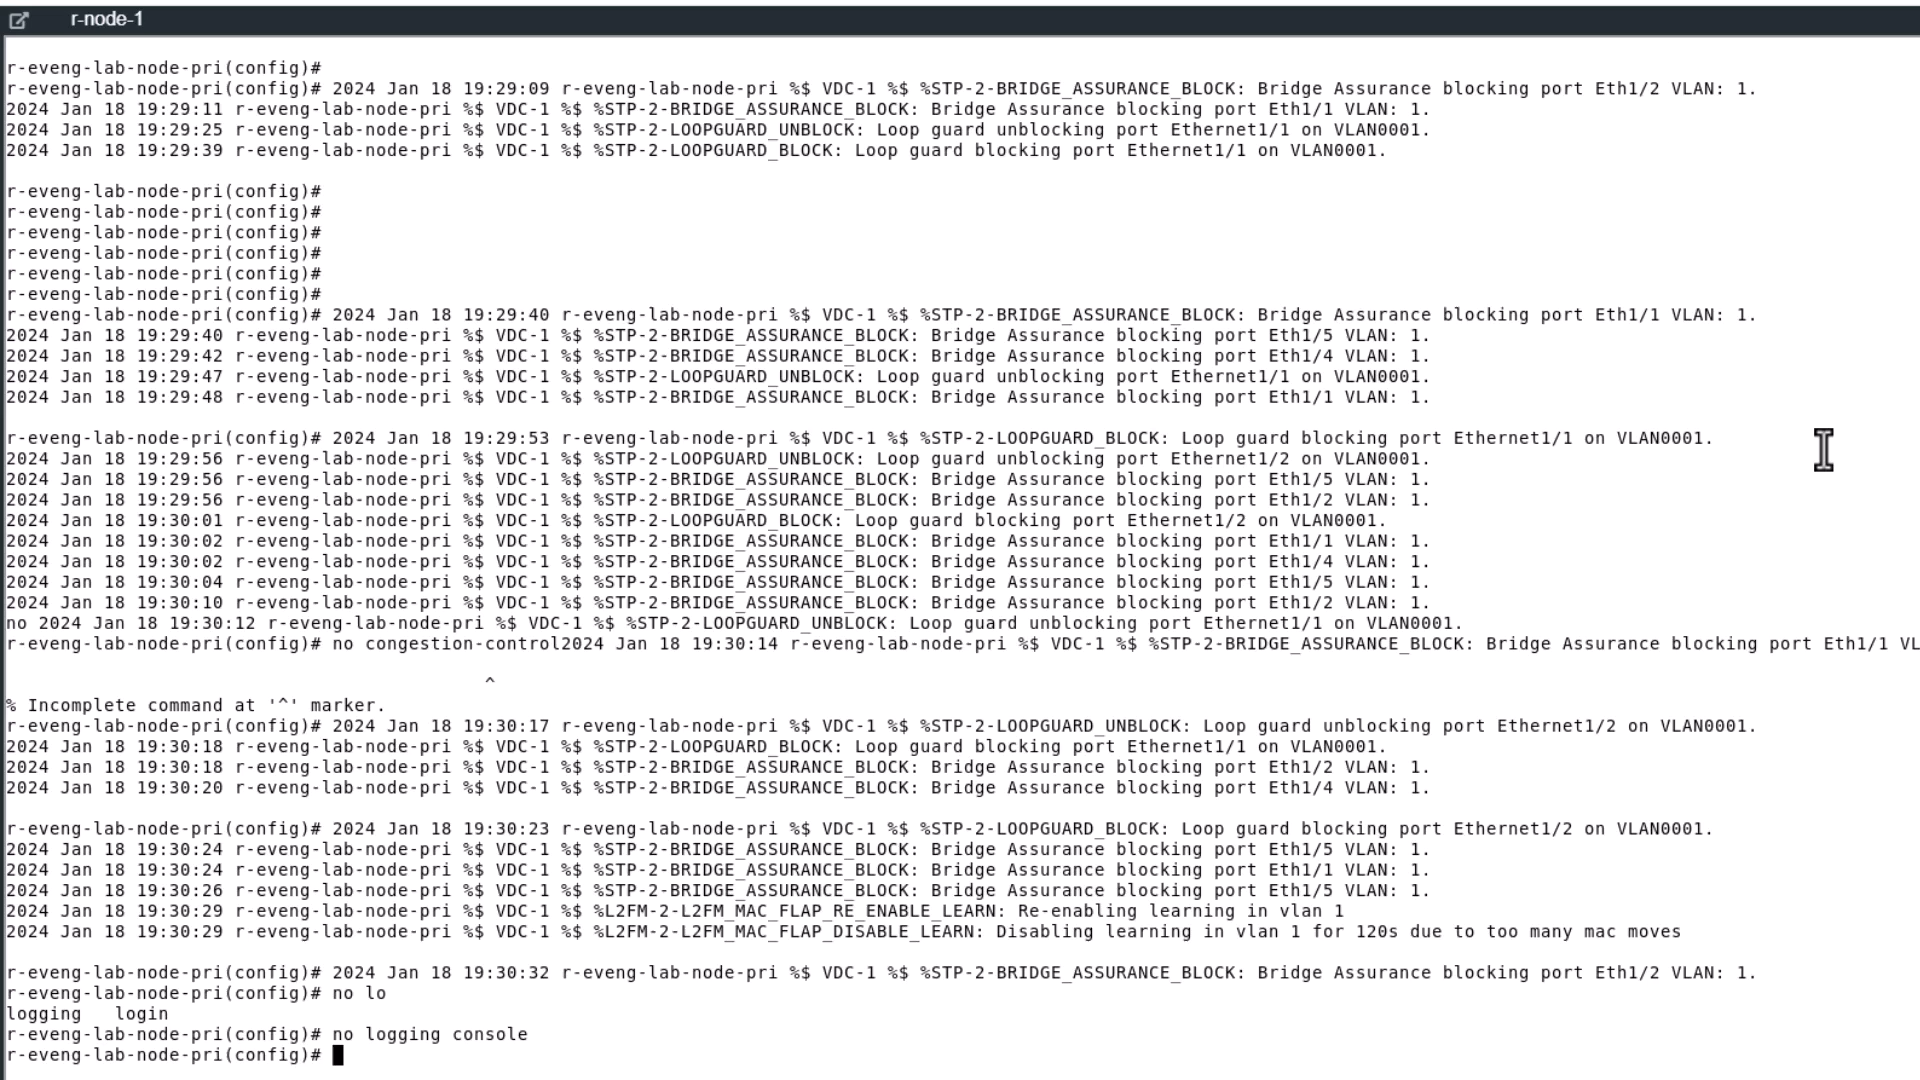 r-node-1
r-eveng-lab-node-pri(config)#
r-eveng-lab-node-pri(config)# 2024 Jan 18 19:29:09 r-eveng-lab-node-pri %$ VDC-1 %$ %STP-2-BRIDGE_ASSURANCE_BLOCK: Bridge Assurance blocking port Eth1/2 VLAN: 1.
2024 Jan 18 19:29:11 r-eveng-lab-node-pri %$ VDC-1 %$ %STP-2-BRIDGE_ASSURANCE_BLOCK: Bridge Assurance blocking port Eth1/1 VLAN: 1.
2024 Jan 18 19:29:25 r-eveng-lab-node-pri %$ VDC-1 %$ %STP-2-LOOPGUARD_UNBLOCK: Loop guard unblocking port Ethernet1/1 on VLAN0001.
2024 Jan 18 19:29:39 r-eveng-lab-node-pri %$ VDC-1 %$ %STP-2-LOOPGUARD_BLOCK: Loop guard blocking port Ethernet1/1 on VLAN0001.
r-eveng-lab-node-pri(config)#
r-eveng-lab-node-pri(config)#
r-eveng-lab-node-pri(config)#
r-eveng-lab-node-pri(config)#
r-eveng-lab-node-pri(config)#
r-eveng-lab-node-pri(config)#
r-eveng-lab-node-pri(config)# 2024 Jan 18 19:29:40 r-eveng-lab-node-pri %$ VDC-1 %$ %STP-2-BRIDGE_ASSURANCE_BLOCK: Bridge Assurance blocking port Eth1/1 VLAN: 1.
2024 Jan 18 19:29:40 r-eveng-lab-node-pri %$ VDC-1 %$ %STP-2-BRIDGE_ASSURANCE_BLOCK: Bridge Assurance blocking port Eth1/5 VLAN: 1.
2024 Jan 18 19:29:42 r-eveng-lab-node-pri %$ VDC-1 %$ %STP-2-BRIDGE_ASSURANCE_BLOCK: Bridge Assurance blocking port Eth1/4 VLAN: 1.
2024 Jan 18 19:29:47 r-eveng-lab-node-pri %$ VDC-1 %$ %STP-2-LOOPGUARD_UNBLOCK: Loop guard unblocking port Ethernet1/1 on VLAN0001.
2024 Jan 18 19:29:48 r-eveng-lab-node-pri %$ VDC-1 %$ %STP-2-BRIDGE_ASSURANCE_BLOCK: Bridge Assurance blocking port Eth1/1 VLAN: 1.
r-eveng-lab-node-pri(config)# 2024 Jan 18 19:29:53 r-eveng-lab-node-pri %$ VDC-1 %$ %STP-2-LOOPGUARD_BLOCK: Loop guard blocking port Ethernet1/1 on VLAN0001.
2024 Jan 18 19:29:56 r-eveng-lab-node-pri %$ VDC-1 %$ %STP-2-LOOPGUARD_UNBLOCK: Loop guard unblocking port Ethernet1/2 on VLAN0001.
2024 Jan 18 19:29:56 r-eveng-lab-node-pri %$ VDC-1 %$ %STP-2-BRIDGE_ASSURANCE_BLOCK: Bridge Assurance blocking port Eth1/5 VLAN: 1.
2024 Jan 18 19:29:56 r-eveng-lab-node-pri %$ VDC-1 %$ %STP-2-BRIDGE_ASSURANCE_BLOCK: Bridge Assurance blocking port Eth1/2 VLAN: 1.
2024 Jan 18 19:30:01 r-eveng-lab-node-pri %$ VDC-1 %$ %STP-2-LOOPGUARD_BLOCK: Loop guard blocking port Ethernet1/2 on VLAN0001.
2024 Jan 18 19:30:02 r-eveng-lab-node-pri %$ VDC-1 %$ %STP-2-BRIDGE_ASSURANCE_BLOCK: Bridge Assurance blocking port Eth1/1 VLAN: 1.
2024 Jan 18 19:30:02 r-eveng-lab-node-pri %$ VDC-1 %$ %STP-2-BRIDGE_ASSURANCE_BLOCK: Bridge Assurance blocking port Eth1/4 VLAN: 1.
2024 Jan 18 19:30:04 r-eveng-lab-node-pri %$ VDC-1 %$ %STP-2-BRIDGE_ASSURANCE_BLOCK: Bridge Assurance blocking port Eth1/5 VLAN: 1.
2024 Jan 18 19:30:10 r-eveng-lab-node-pri %$ VDC-1 %$ %STP-2-BRIDGE_ASSURANCE_BLOCK: Bridge Assurance blocking port Eth1/2 VLAN: 1.
no 2024 Jan 18 19:30:12 r-eveng-lab-node-pri %$ VDC-1 %$ %STP-2-LOOPGUARD_UNBLOCK: Loop guard unblocking port Ethernet1/1 on VLAN0001.
r-eveng-lab-node-pri(config)# no congestion-control2024 Jan 18 19:30:14 r-eveng-lab-node-pri %$ VDC-1 %$ %STP-2-BRIDGE_ASSURANCE_BLOCK: Bridge Assurance blocking port Eth1/1 VL
^
% Incomplete command at '^' marker.
r-eveng-lab-node-pri(config)# 2024 Jan 18 19:30:17 r-eveng-lab-node-pri %$ VDC-1 %$ %STP-2-LOOPGUARD_UNBLOCK: Loop guard unblocking port Ethernet1/2 on VLAN0001.
2024 Jan 18 19:30:18 r-eveng-lab-node-pri %$ VDC-1 %$ %STP-2-LOOPGUARD_BLOCK: Loop guard blocking port Ethernet1/1 on VLAN0001.
2024 Jan 18 19:30:18 r-eveng-lab-node-pri %$ VDC-1 %$ %STP-2-BRIDGE_ASSURANCE_BLOCK: Bridge Assurance blocking port Eth1/2 VLAN: 1.
2024 Jan 18 19:30:20 r-eveng-lab-node-pri %$ VDC-1 %$ %STP-2-BRIDGE_ASSURANCE_BLOCK: Bridge Assurance blocking port Eth1/4 VLAN: 1.
r-eveng-lab-node-pri(config)# 2024 Jan 18 19:30:23 r-eveng-lab-node-pri %$ VDC-1 %$ %STP-2-LOOPGUARD_BLOCK: Loop guard blocking port Ethernet1/2 on VLAN0001.
2024 Jan 18 19:30:24 r-eveng-lab-node-pri %$ VDC-1 %$ %STP-2-BRIDGE_ASSURANCE_BLOCK: Bridge Assurance blocking port Eth1/5 VLAN: 1.
2024 Jan 18 19:30:24 r-eveng-lab-node-pri %$ VDC-1 %$ %STP-2-BRIDGE_ASSURANCE_BLOCK: Bridge Assurance blocking port Eth1/1 VLAN: 1.
2024 Jan 18 19:30:26 r-eveng-lab-node-pri %$ VDC-1 %$ %STP-2-BRIDGE_ASSURANCE_BLOCK: Bridge Assurance blocking port Eth1/5 VLAN: 1.
2024 Jan 18 19:30:29 r-eveng-lab-node-pri %$ VDC-1 %$ %L2FM-2-L2FM_MAC_FLAP_RE_ENABLE_LEARN: Re-enabling learning in vlan 1
2024 Jan 18 19:30:29 r-eveng-lab-node-pri %$ VDC-1 %$ %L2FM-2-L2FM_MAC_FLAP_DISABLE_LEARN: Disabling learning in vlan 1 for 120s due to too many mac moves
r-eveng-lab-node-pri(config)# 2024 Jan 18 19:30:32 r-eveng-lab-node-pri %$ VDC-1 %$ %STP-2-BRIDGE_ASSURANCE_BLOCK: Bridge Assurance blocking port Eth1/2 VLAN: 1.
r-eveng-lab-node-pri(config)# no lo
logging login
r-eveng-lab-node-pri(config)# no logging console
r-eveng-lab-node-pri(config)#